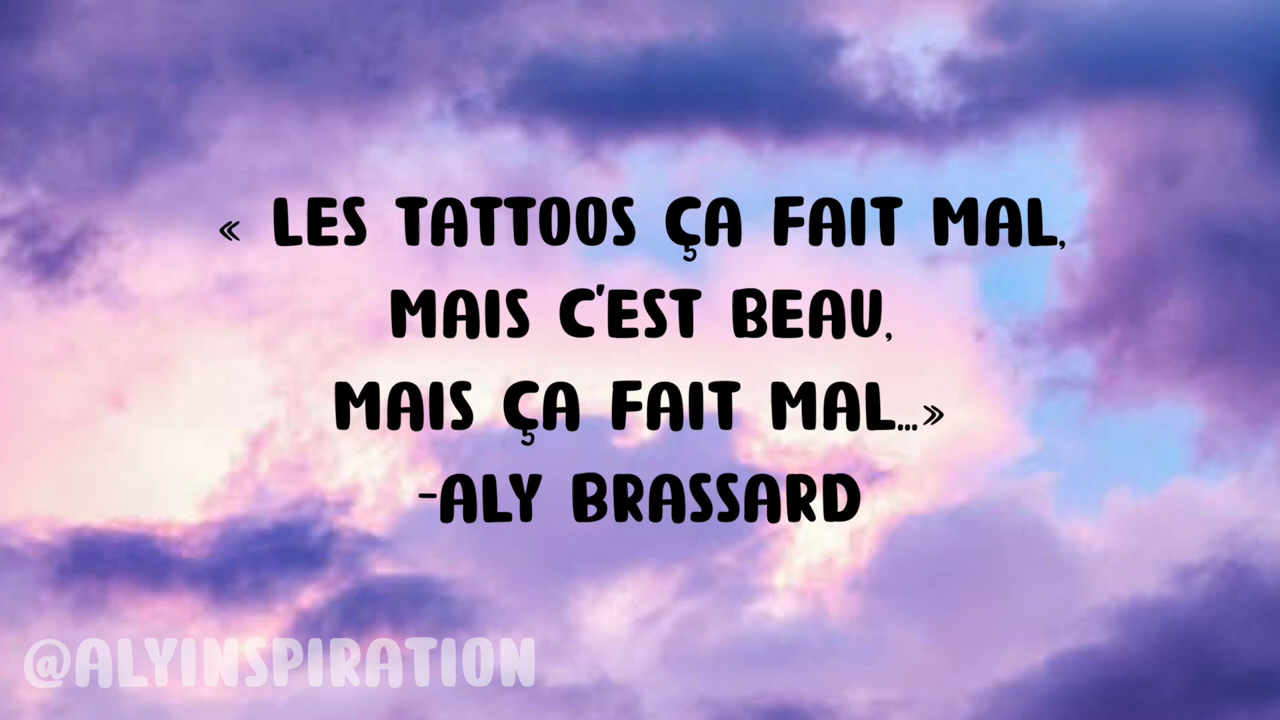 « LES TATTOOS ÇA FAIT MAL,
MAIS C'EST BEAU,
MAIS ÇA FAIT MAL...»
-ALY BRASSARD
@ALYINSPIRATION